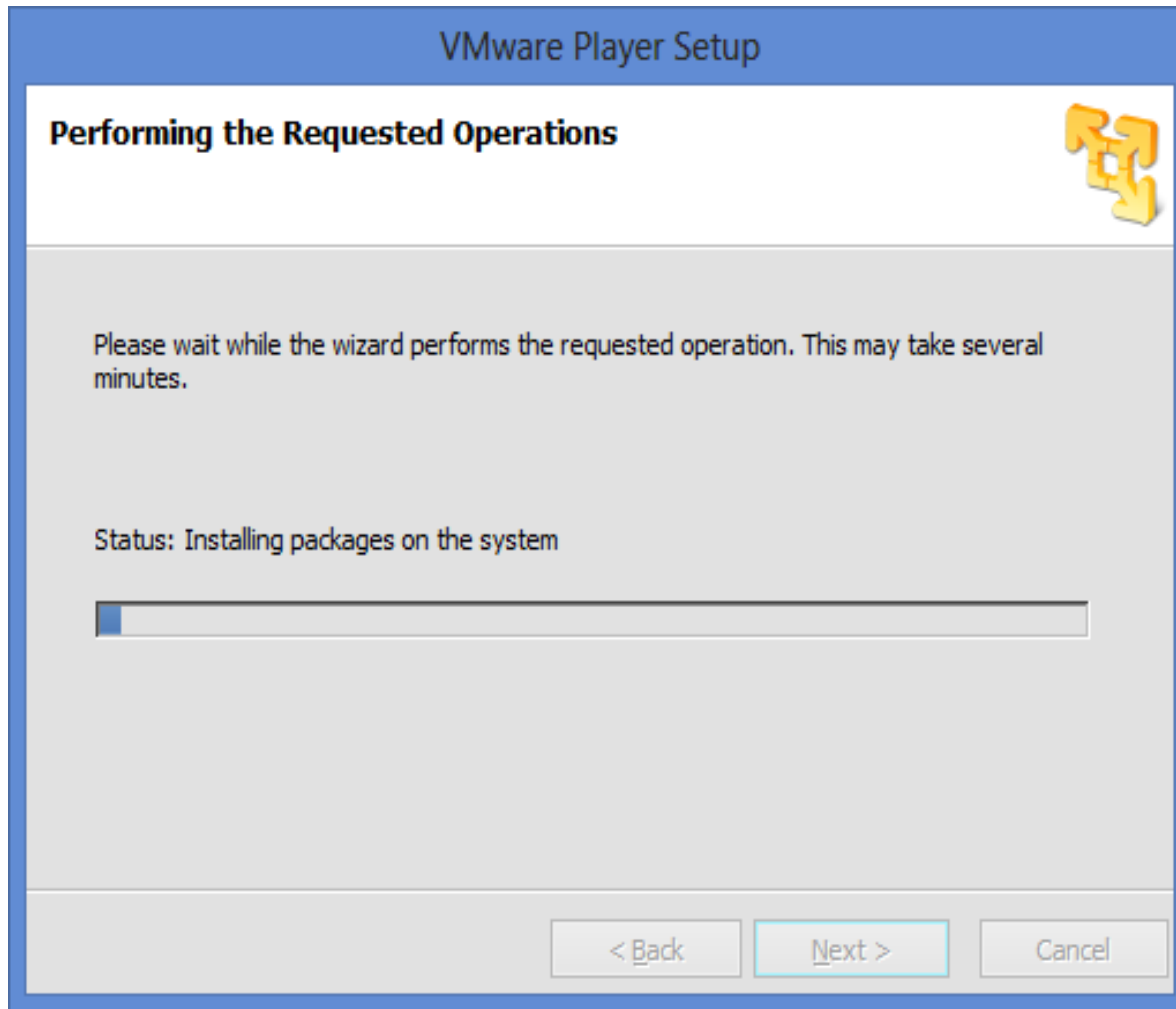 VMware Player Setup
Performing the Requested Operations
Please wait while the wizard performs the requested operation. This may take several
minutes.
Status: Installing packages on the system
< Back
Next >
Cancel